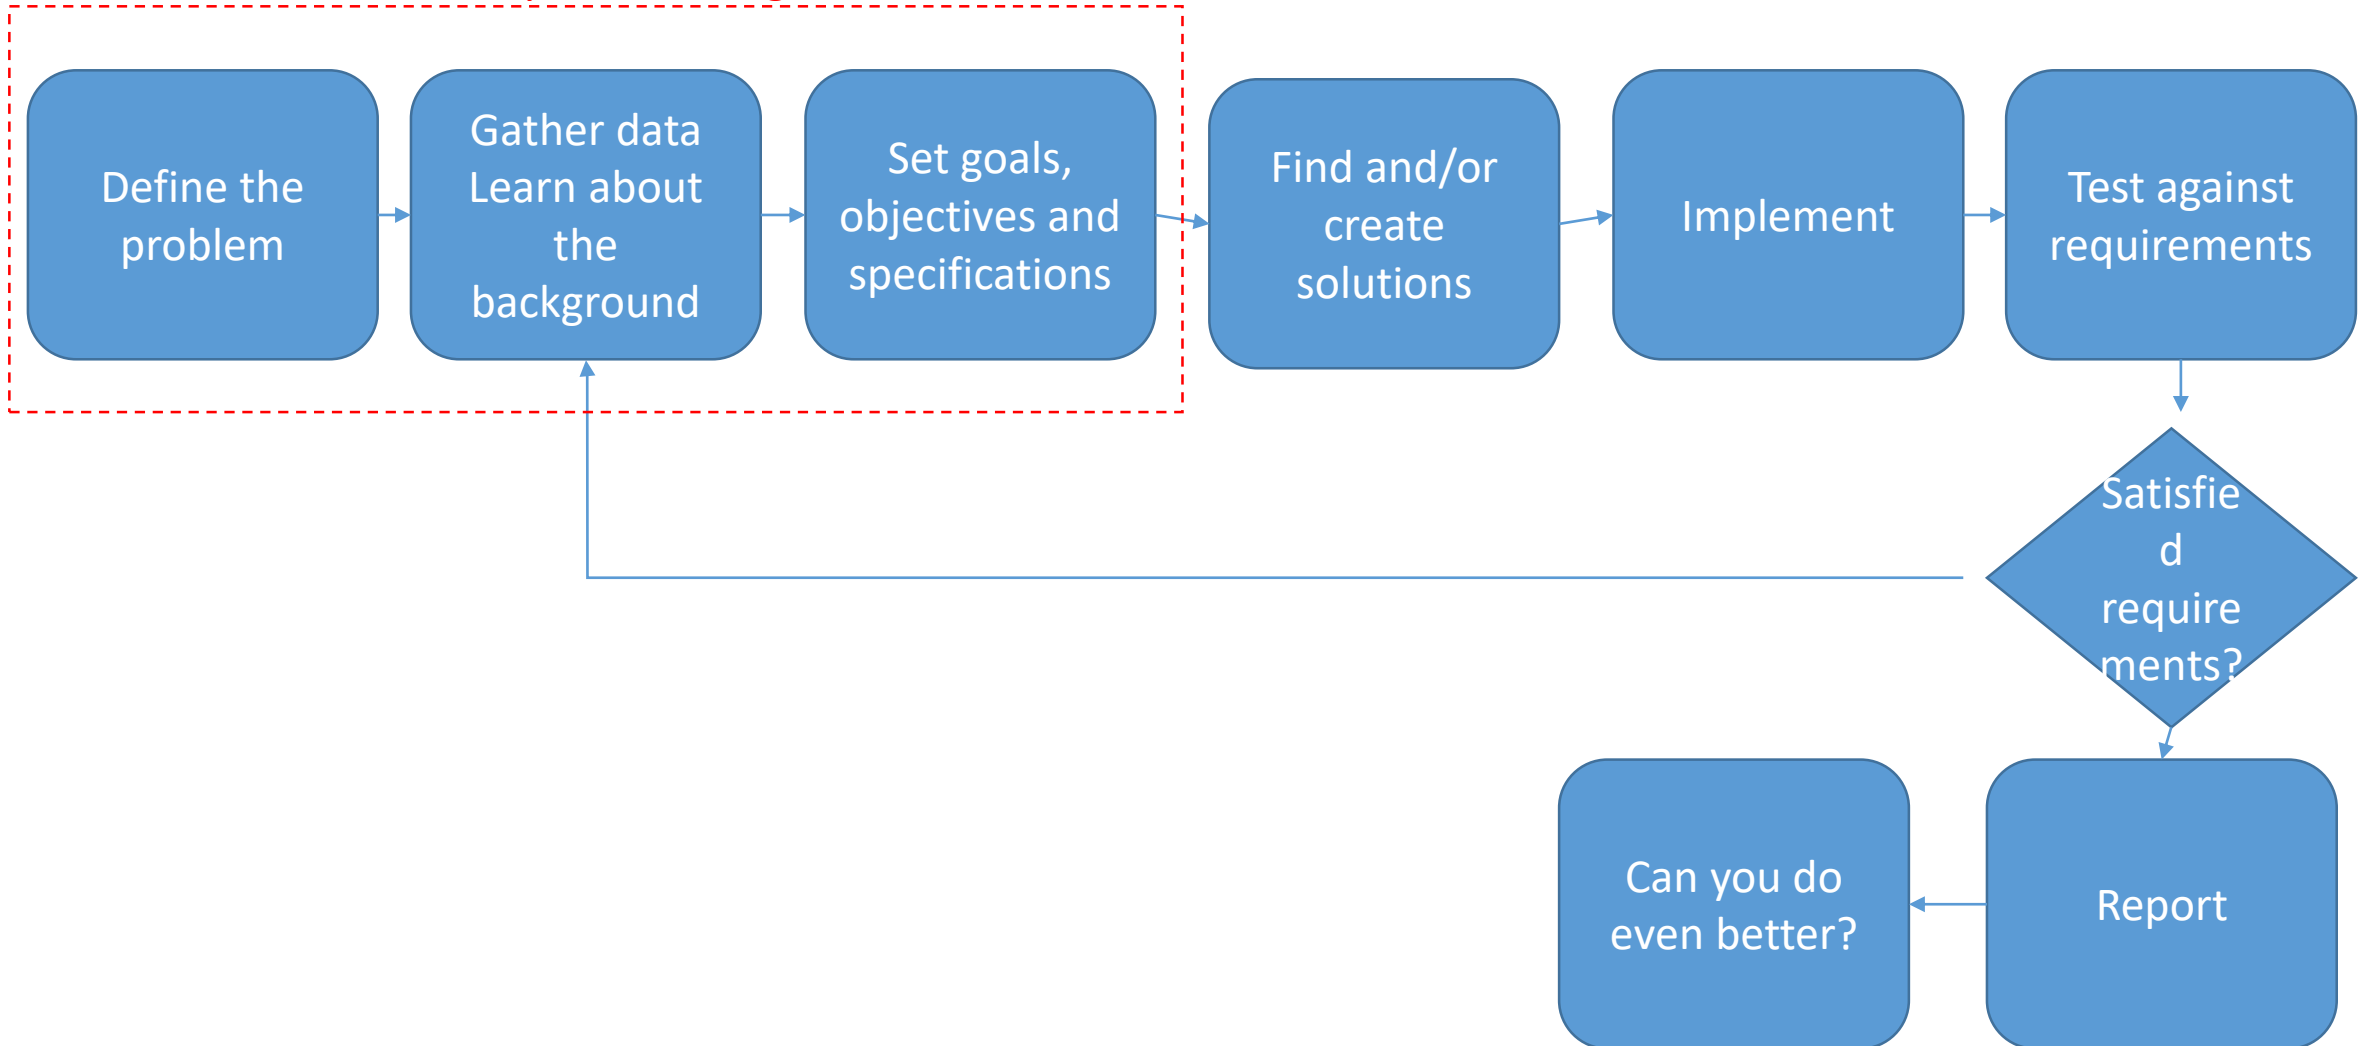 Define the
problem
Gather data
Learn about
the
background
Set goals,
objectives and
specifications
Find and/or
create
solutions
Implement
Test against
requirements
Satisfie
d
require
ments?
Report
Can you do
even better?